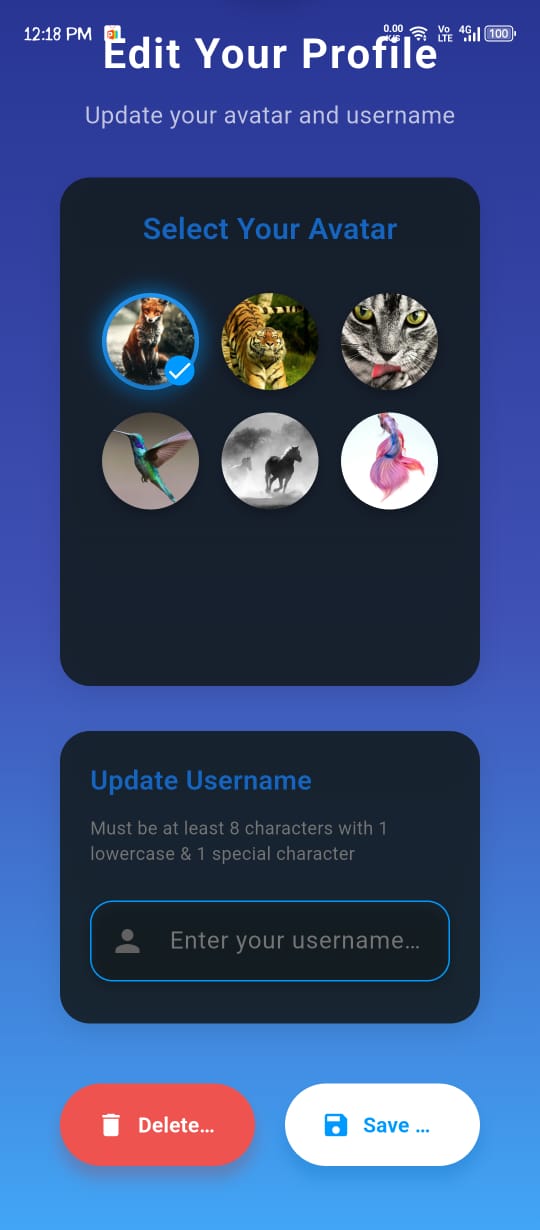 12:18 PM 0.00 K/S Vo LTE 4G 100
Edit Your Profile
Update your avatar and username
Select Your Avatar
Update Username
Must be at least 8 characters with 1
lowercase & 1 special character
Enter your username...
Delete...
Save ...